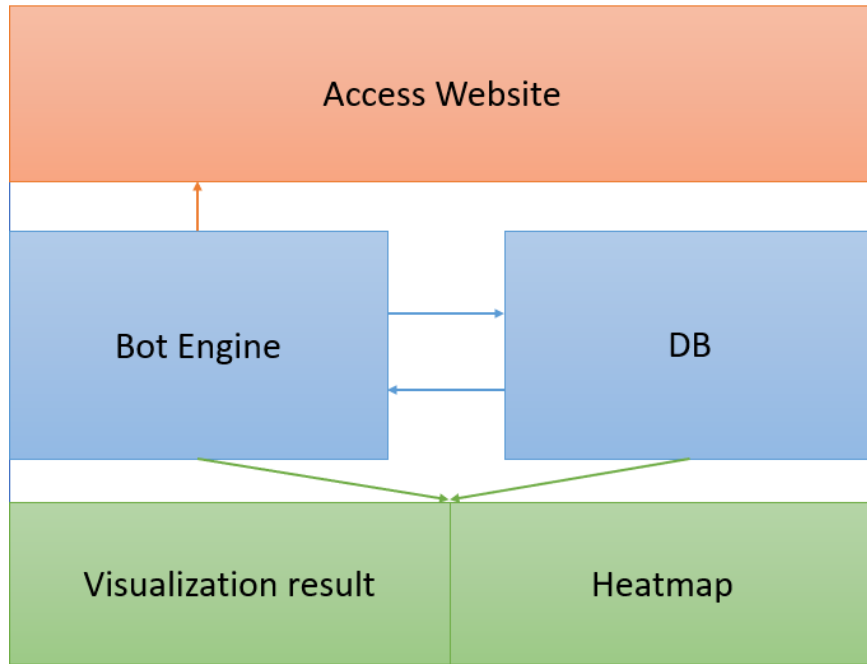 Access Website
Bot Engine
DB
Visualization result
Heatmap